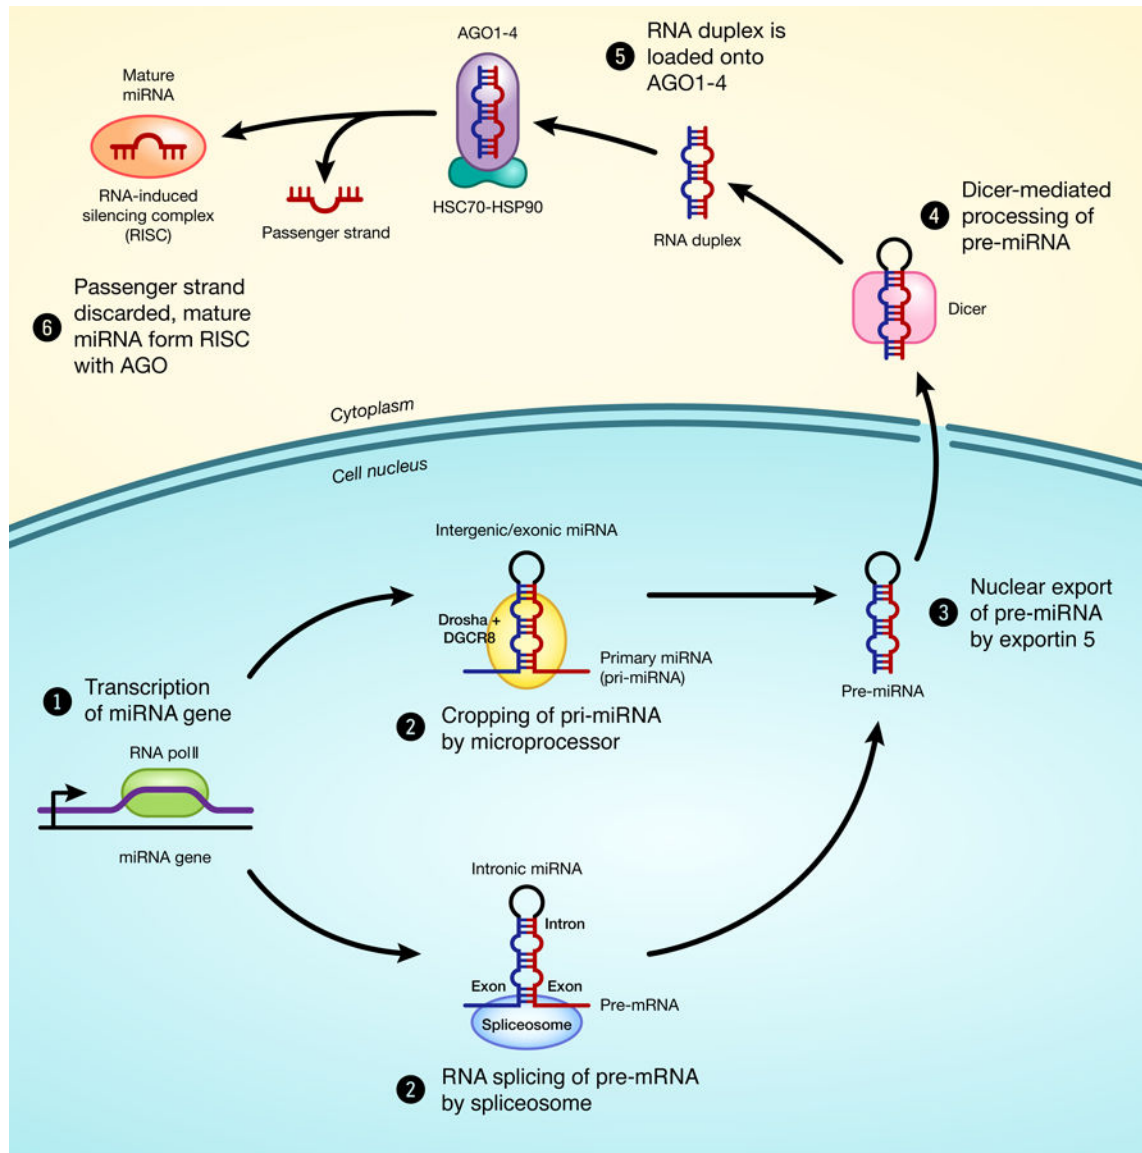 AGO1-4
5
RNA duplex is
loaded onto
AGO1-4
Mature
miRNA
RNA-induced
silencing complex
(RISC)
Passenger strand
HSC70-HSP90
RNA duplex
4
Dicer-mediated
processing of
pre-miRNA
Dicer
6
Passenger strand
discarded, mature
miRNA form RISC
with AGO
Cytoplasm
Cell nucleus
Intergenic/exonic miRNA
Drosha +
DGCR8
Primary miRNA
(pri-miRNA)
2
Cropping of pri-miRNA
by microprocessor
3
Nuclear export
of pre-miRNA
by exportin 5
Pre-miRNA
1
Transcription
of miRNA gene
RNA pol II
miRNA gene
Intronic miRNA
Intron
Exon
Exon
Pre-mRNA
Spliceosome
2
RNA splicing of pre-mRNA
by spliceosome